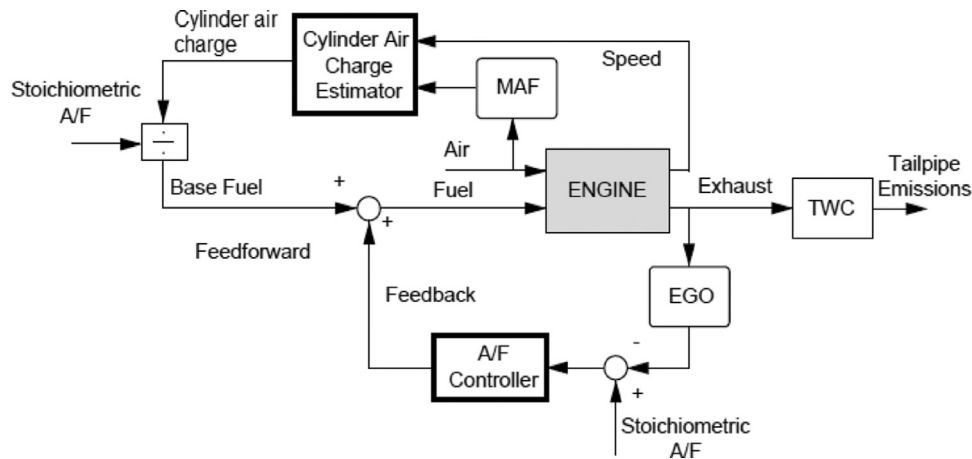 Cylinder air
charge
Cylinder Air
Charge
Estimator
Speed
MAF
Stoichiometric
A/F
÷
Air
Base Fuel
+
Fuel
ENGINE
Exhaust
TWC
Tailpipe
Emissions
+
Feedforward
Feedback
EGO
A/F
Controller
-
+
Stoichiometric
A/F